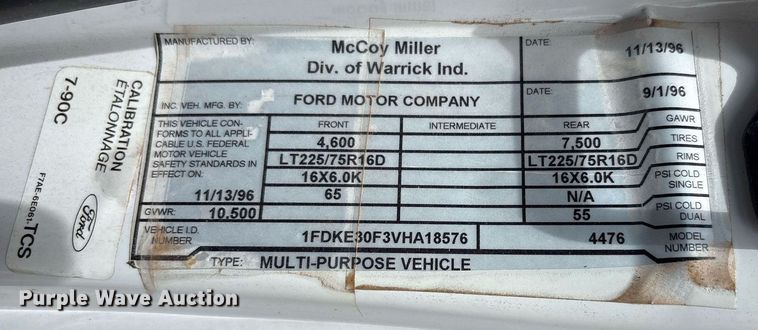 MANUFACTURED BY: McCoy Miller DATE: 11/13/96
Div. of Warrick Ind.
INC. VEH. MFG. BY: FORD MOTOR COMPANY DATE: 9/1/96
THIS VEHICLE CON- FRONT INTERMEDIATE REAR GAWR
FORMS TO ALL APPLI- 4,600 7,500 TIRES
CABLE U.S. FEDERAL
MOTOR VEHICLE LT225/75R16D LT225/75R16D RIMS
SAFETY STANDARDS IN 16X6.0K 16X6.0K PSI COLD
EFFECT ON: SINGLE
11/13/96 65 N/A PSI COLD
GVWR: 10,500 55 DUAL
VEHICLE I.D. 1FDKE30F3VHA18576 4476 MODEL
NUMBER NUMBER
TYPE: MULTI-PURPOSE VEHICLE
CALIBRATION
ÉTALONNAGE
7-90C
Ford
F7AE-6E061-TCS
Purple Wave Auction